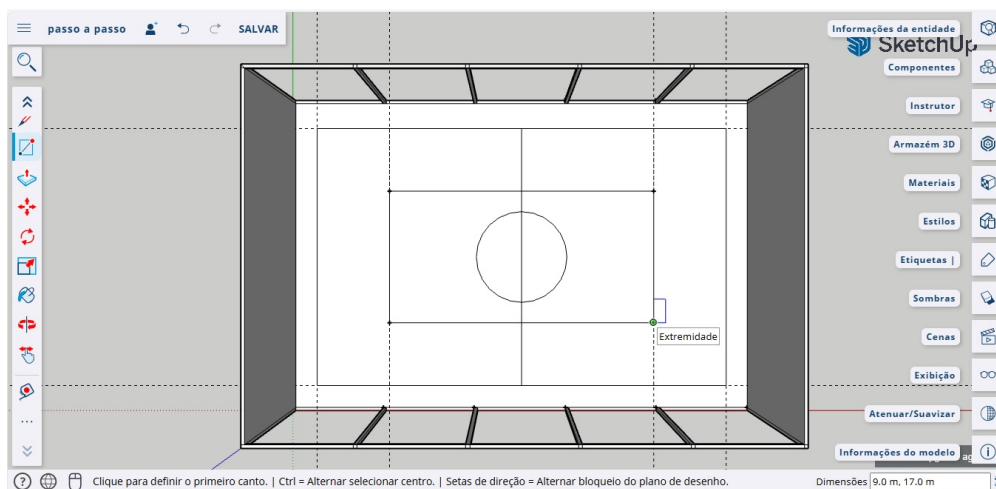 passo a passo
SALVAR
Informações da entidade
SketchUp
Componentes
Instrutor
Armazém 3D
Materiais
Estilos
Etiquetas |
Sombras
Cenas
Exibição
Atenuar/Suavizar
Informações do modelo
Extremidade
Clique para definir o primeiro canto. | Ctrl = Alternar selecionar centro. | Setas de direção = Alternar bloqueio do plano de desenho.
Dimensões 9.0 m, 17.0 m